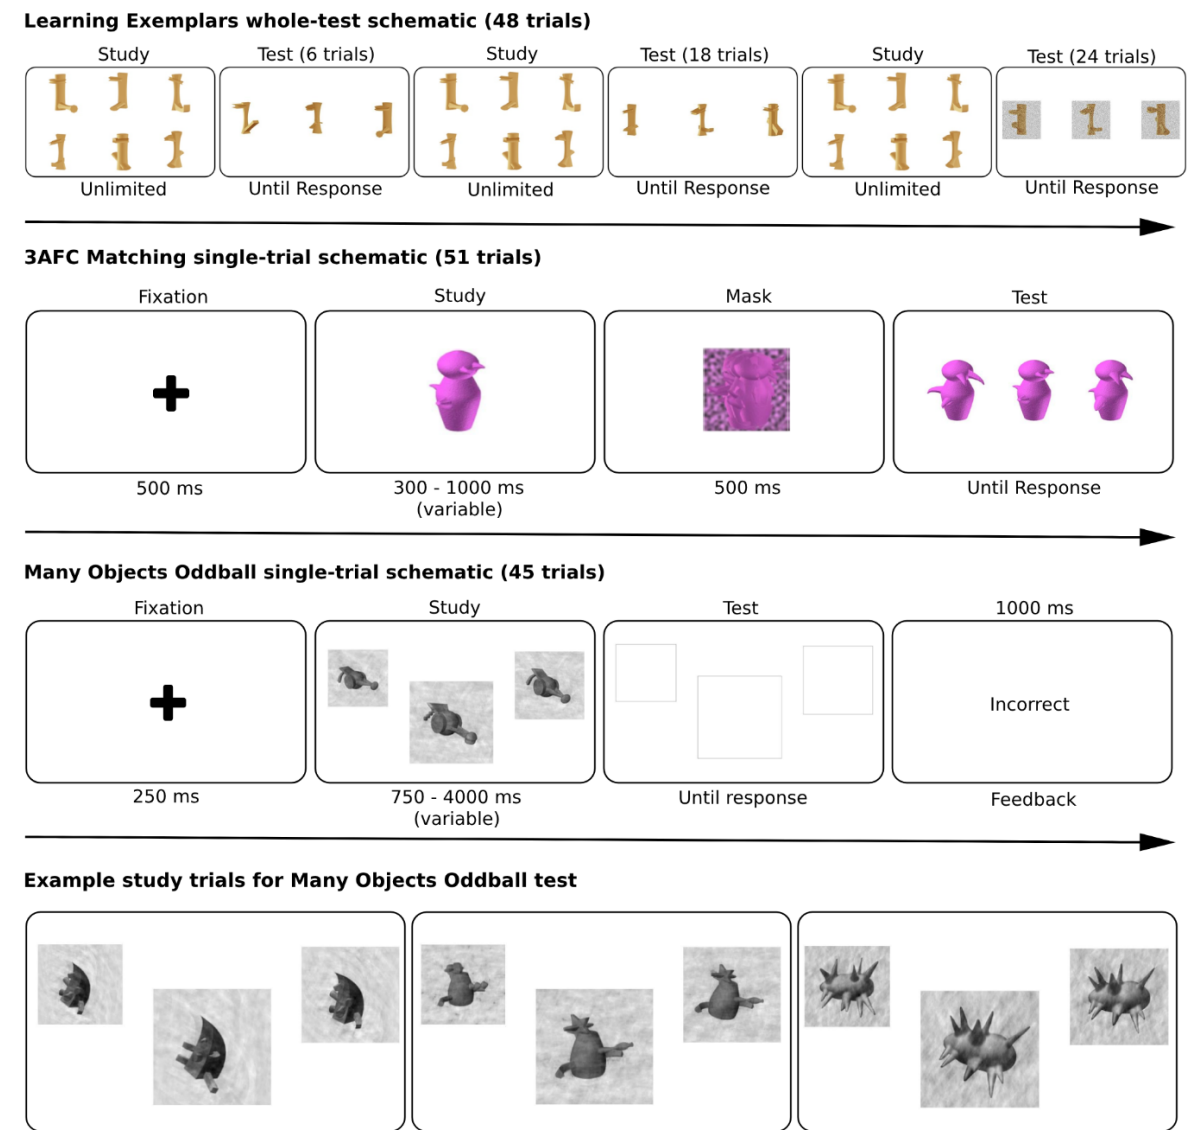 Learning Exemplars whole-test schematic (48 trials)
Study
Test (6 trials)
Study
Test (18 trials)
Study
Test (24 trials)
Unlimited
Until Response
Unlimited
Until Response
Unlimited
Until Response
3AFC Matching single-trial schematic (51 trials)
Fixation
Study
Mask
Test
500 ms
300 - 1000 ms
(variable)
500 ms
Until Response
Many Objects Oddball single-trial schematic (45 trials)
Fixation
Study
Test
1000 ms
Incorrect
250 ms
750 - 4000 ms
(variable)
Until response
Feedback
Example study trials for Many Objects Oddball test